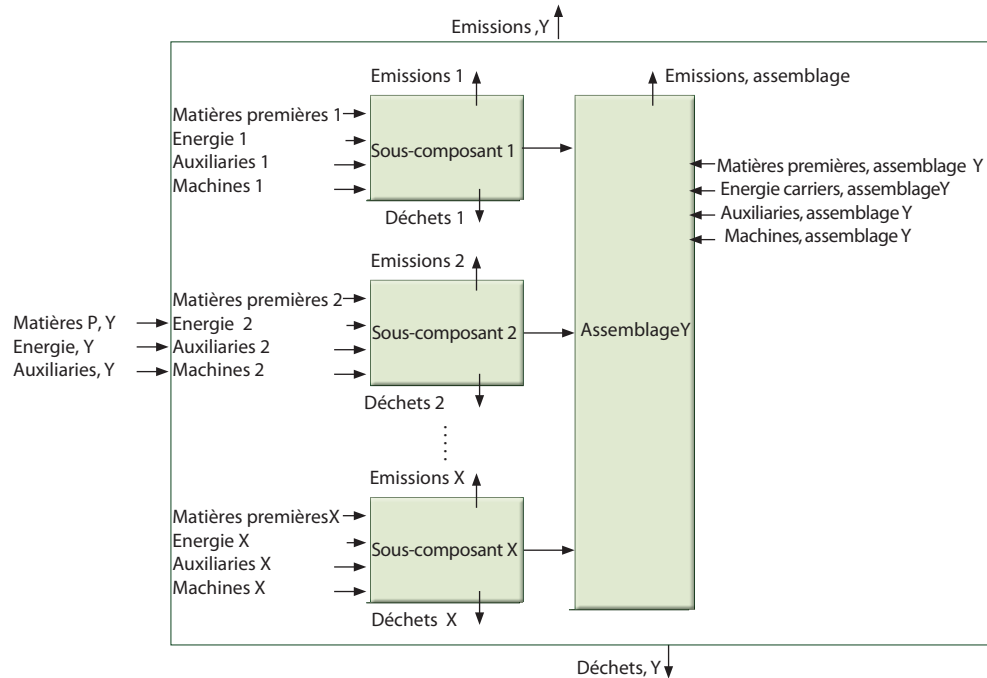 Emissions ,Y
Emissions 1
Emissions, assemblage
Matières premières 1
Energie 1
Auxiliaries 1
Machines 1
Sous-composant 1
Déchets 1
Matières premières, assemblage Y
Energie carriers, assemblageY
Auxiliaries, assemblage Y
Machines, assemblage Y
Emissions 2
Matières premières 2
Energie 2
Auxiliaries 2
Machines 2
Sous-composant 2
Déchets 2
AssemblageY
Matières P, Y
Energie, Y
Auxiliaries, Y
Emissions X
Matières premièresX
Energie X
Auxiliaries X
Machines X
Sous-composant X
Déchets X
Déchets, Y